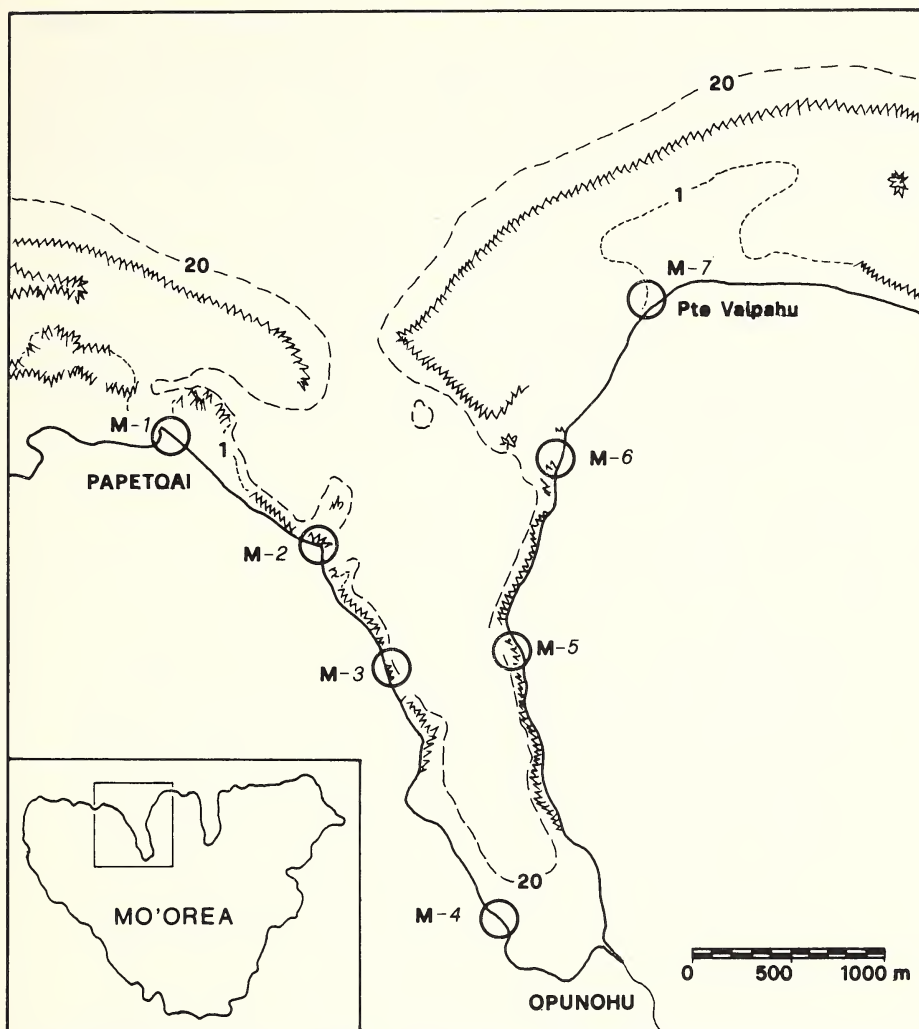 20
1
M-7
20
Pte Vaipahu
M-1
1
M-6
PAPETOAI
M-2
M-5
M-3
20
MO'OREA
M-4
0 500 1000 m
OPUNOHU